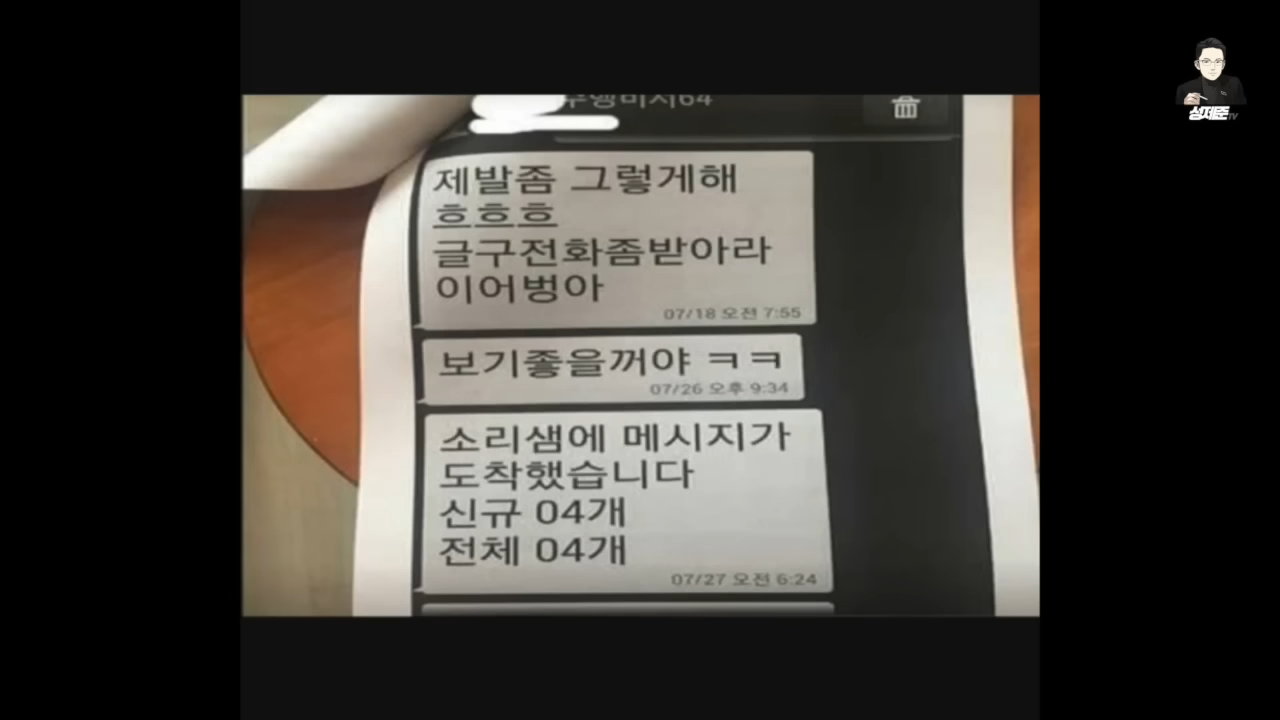 제발좀 그렇게해
흐흐흐
글구전화좀받아라
이어벙아
07/18 오전 7:55
보기좋을꺼야 ㅋㅋ
07/26 오후 9:34
소리샘에 메시지가
도착했습니다
신규 04개
전체 04개
07/27 오전 6:24
성제준TV